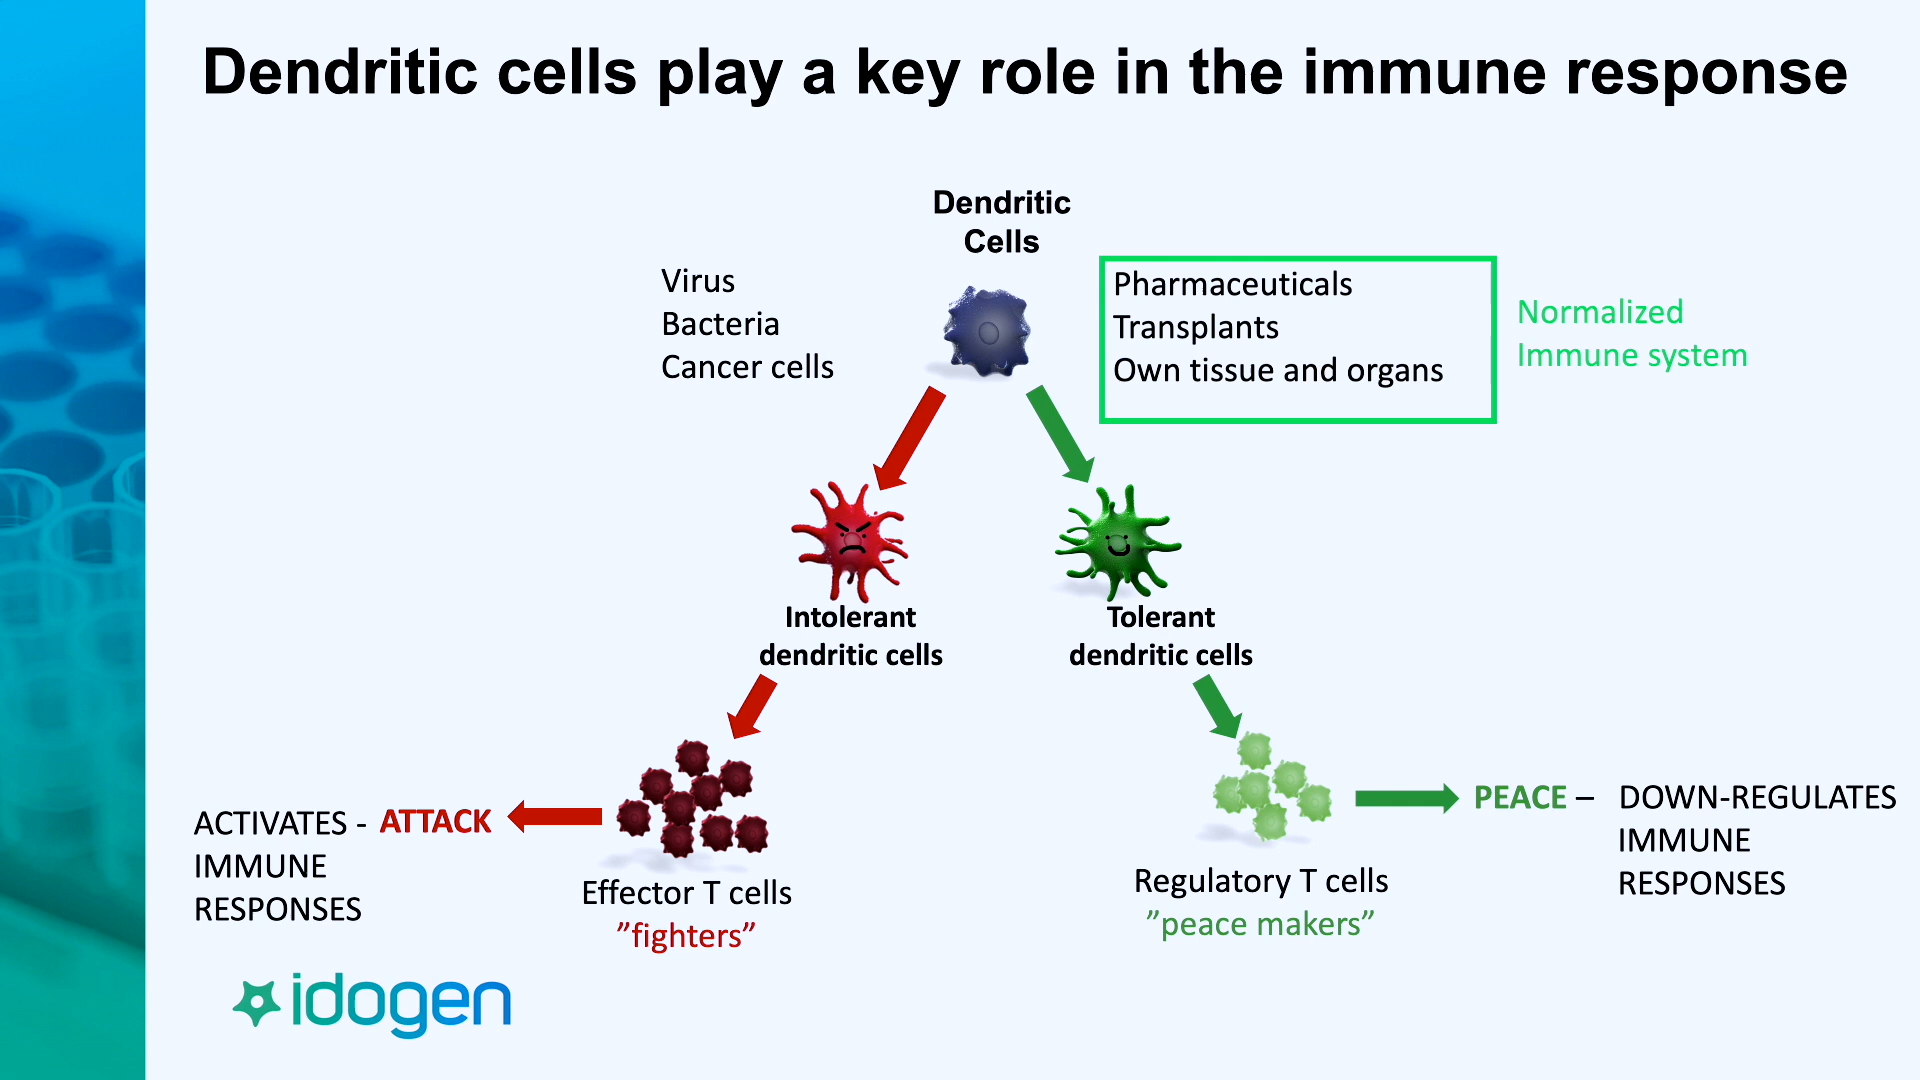 Dendritic cells play a key role in the immune response
Dendritic
Cells
Virus
Bacteria
Cancer cells
Pharmaceuticals
Transplants
Own tissue and organs
Normalized
Immune system
Intolerant
dendritic cells
Tolerant
dendritic cells
ACTIVATES - ATTACK
IMMUNE
RESPONSES
Effector T cells
”fighters”
Regulatory T cells
”peace makers”
PEACE – DOWN-REGULATES
IMMUNE
RESPONSES
idogen